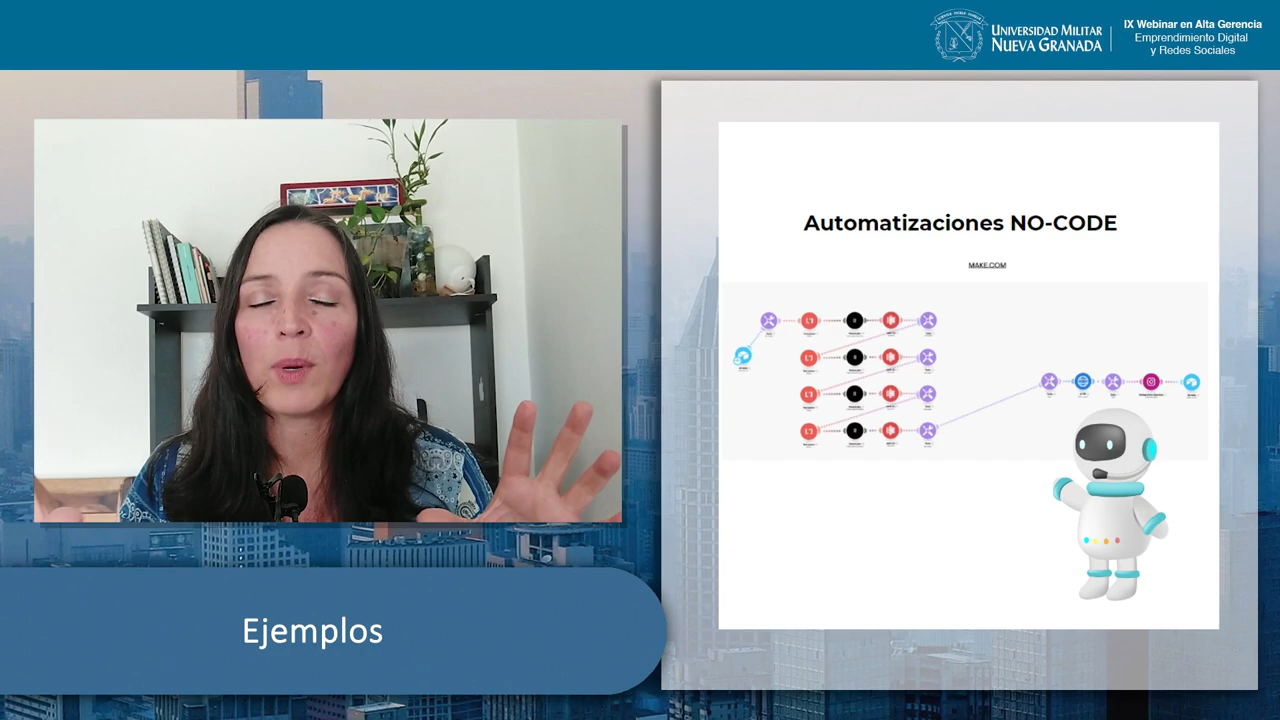 UNIVERSIDAD MILITAR
NUEVA GRANADA
IX Webinar en Alta Gerencia
Emprendimiento Digital
y Redes Sociales
Automatizaciones NO-CODE
MAKE.COM
Ejemplos